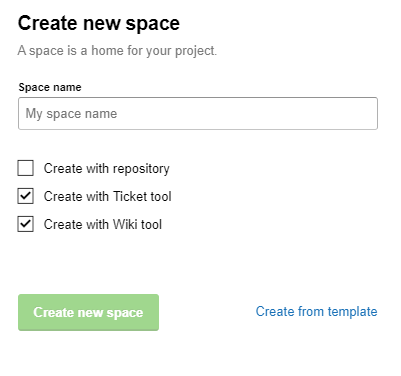 Create new space
A space is a home for your project.
Space name
My space name
Create with repository
Create with Ticket tool
Create with Wiki tool
Create new space
Create from template